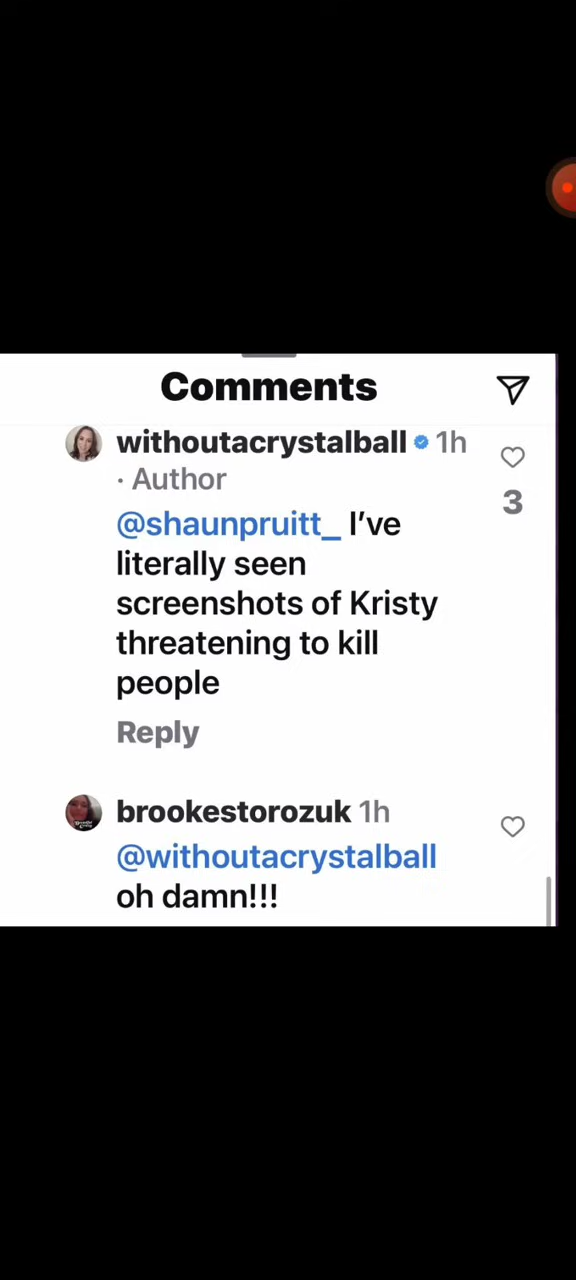 Comments
withoutacrystalball 1h
· Author
3
@shaunpruitt_ I've
literally seen
screenshots of Kristy
threatening to kill
people
Reply
brookestorozuk 1h
@withoutacrystalball
oh damn!!!